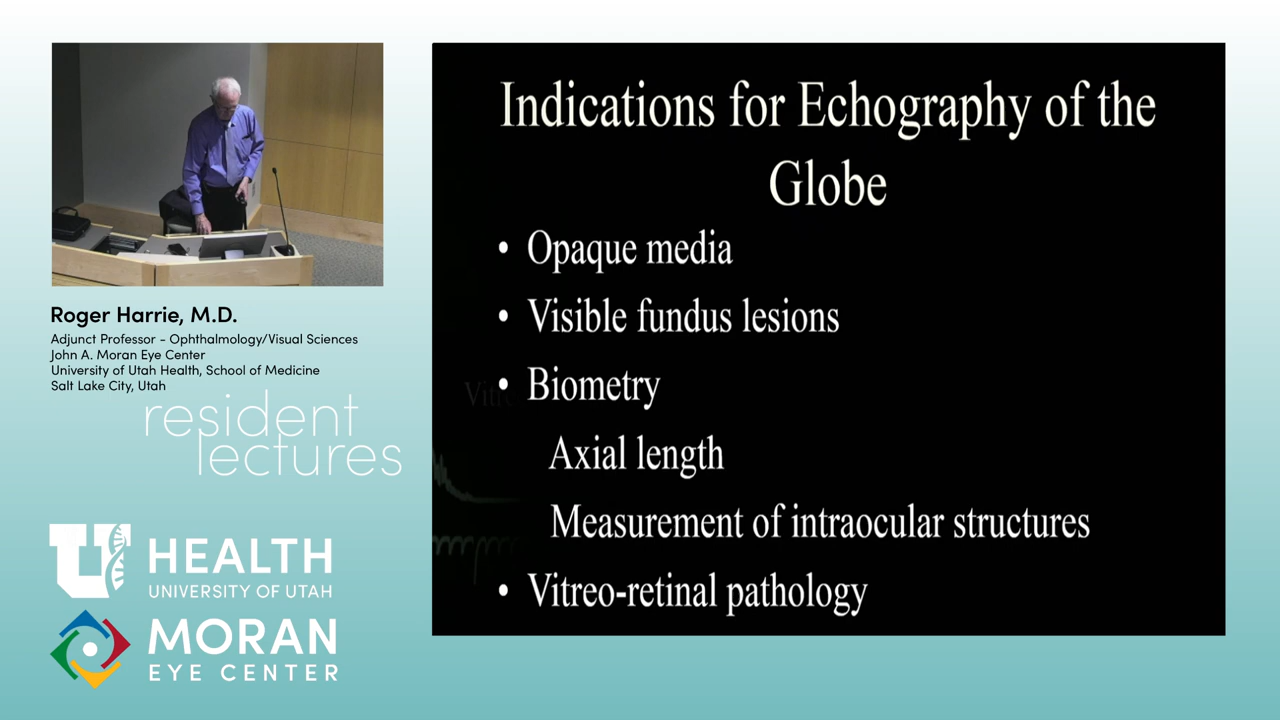 Roger Harrie, M.D.
Adjunct Professor - Ophthalmology/Visual Sciences
John A. Moran Eye Center
University of Utah Health, School of Medicine
Salt Lake City, Utah
resident
lectures
U HEALTH
UNIVERSITY OF UTAH
MORAN
EYE CENTER
Indications for Echography of the
Globe
• Opaque media
• Visible fundus lesions
• Biometry
Axial length
Measurement of intraocular structures
• Vitreo-retinal pathology